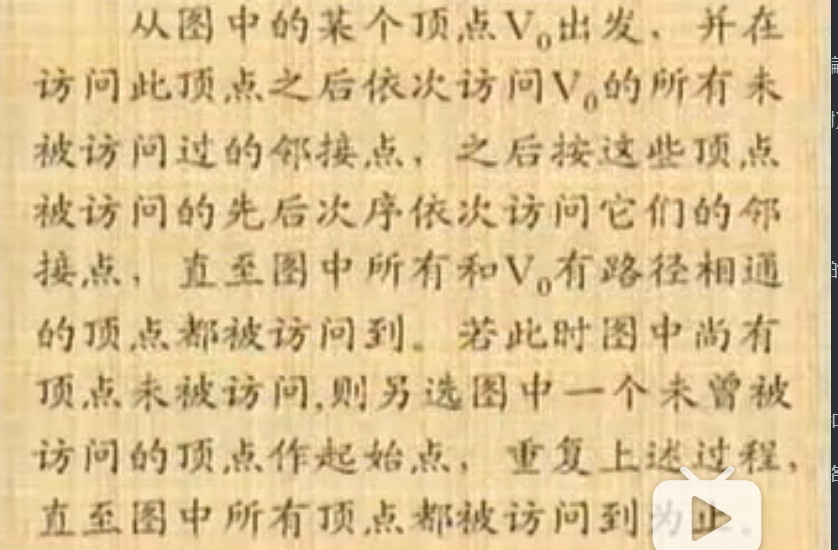 从图中的某个顶点V₀出发，并在
访问此顶点之后依次访问V₀的所有未
被访问过的邻接点，之后按这些顶点
被访问的先后次序依次访问它们的邻
接点，直至图中所有和V₀有路径相通
的顶点都被访问到。若此时图中尚有
顶点未被访问,则另选图中一个未曾被
访问的顶点作起始点，重复上述过程，
直至图中所有顶点都被访问到为止。